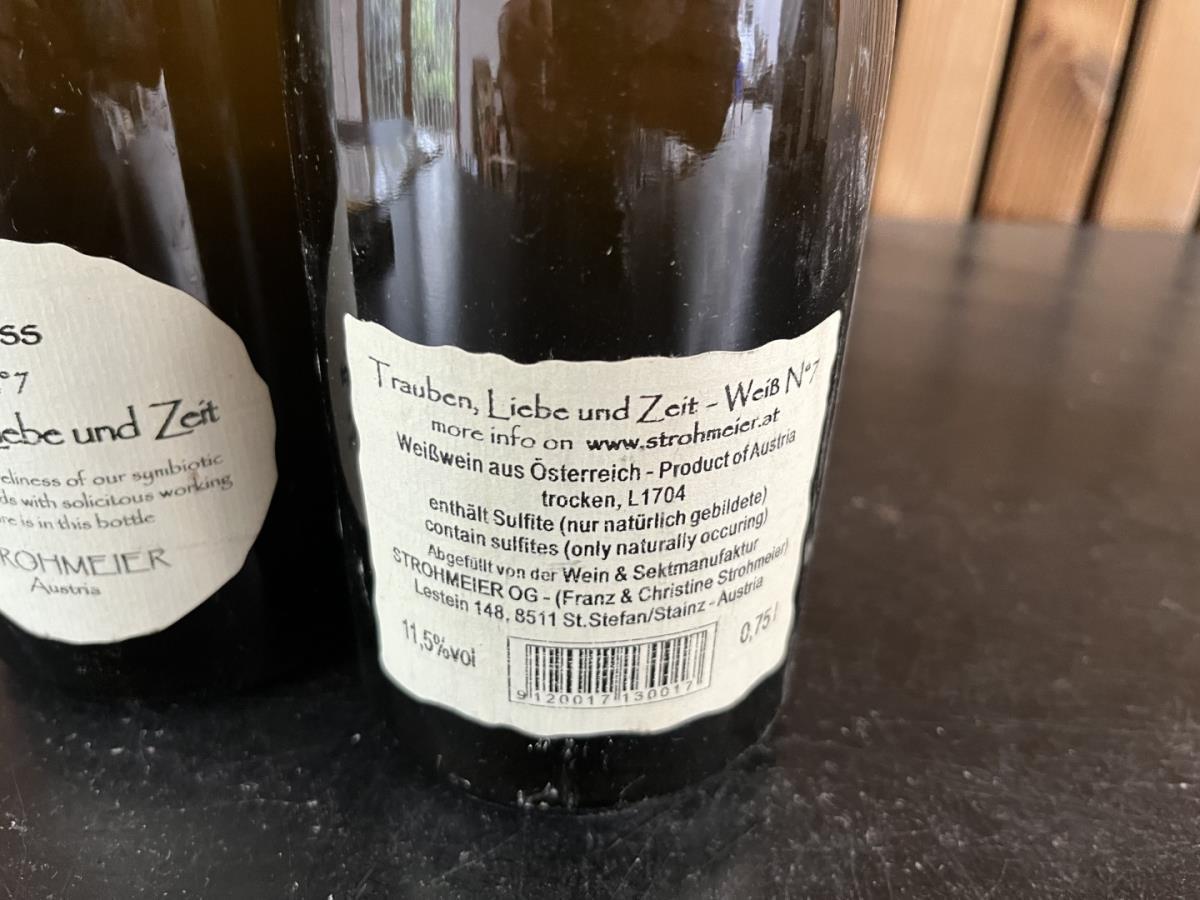 ss
N°7
Liebe und Zeit
eliness of our symbiotic
ds with solicitous working
re is in this bottle
STROHMEIER
Austria
Trauben, Liebe und Zeit - Weiß N°7
more info on www.strohmeier.at
Weißwein aus Österreich - Product of Austria
trocken, L1704
enthält Sulfite (nur natürlich gebildete)
contain sulfites (only naturally occuring)
Abgefüllt von der Wein & Sektmanufaktur
STROHMEIER OG - (Franz & Christine Strohmeier)
Lestein 148, 8511 St.Stefan/Stainz - Austria
11,5%vol
0,75 l
9 120017 130017